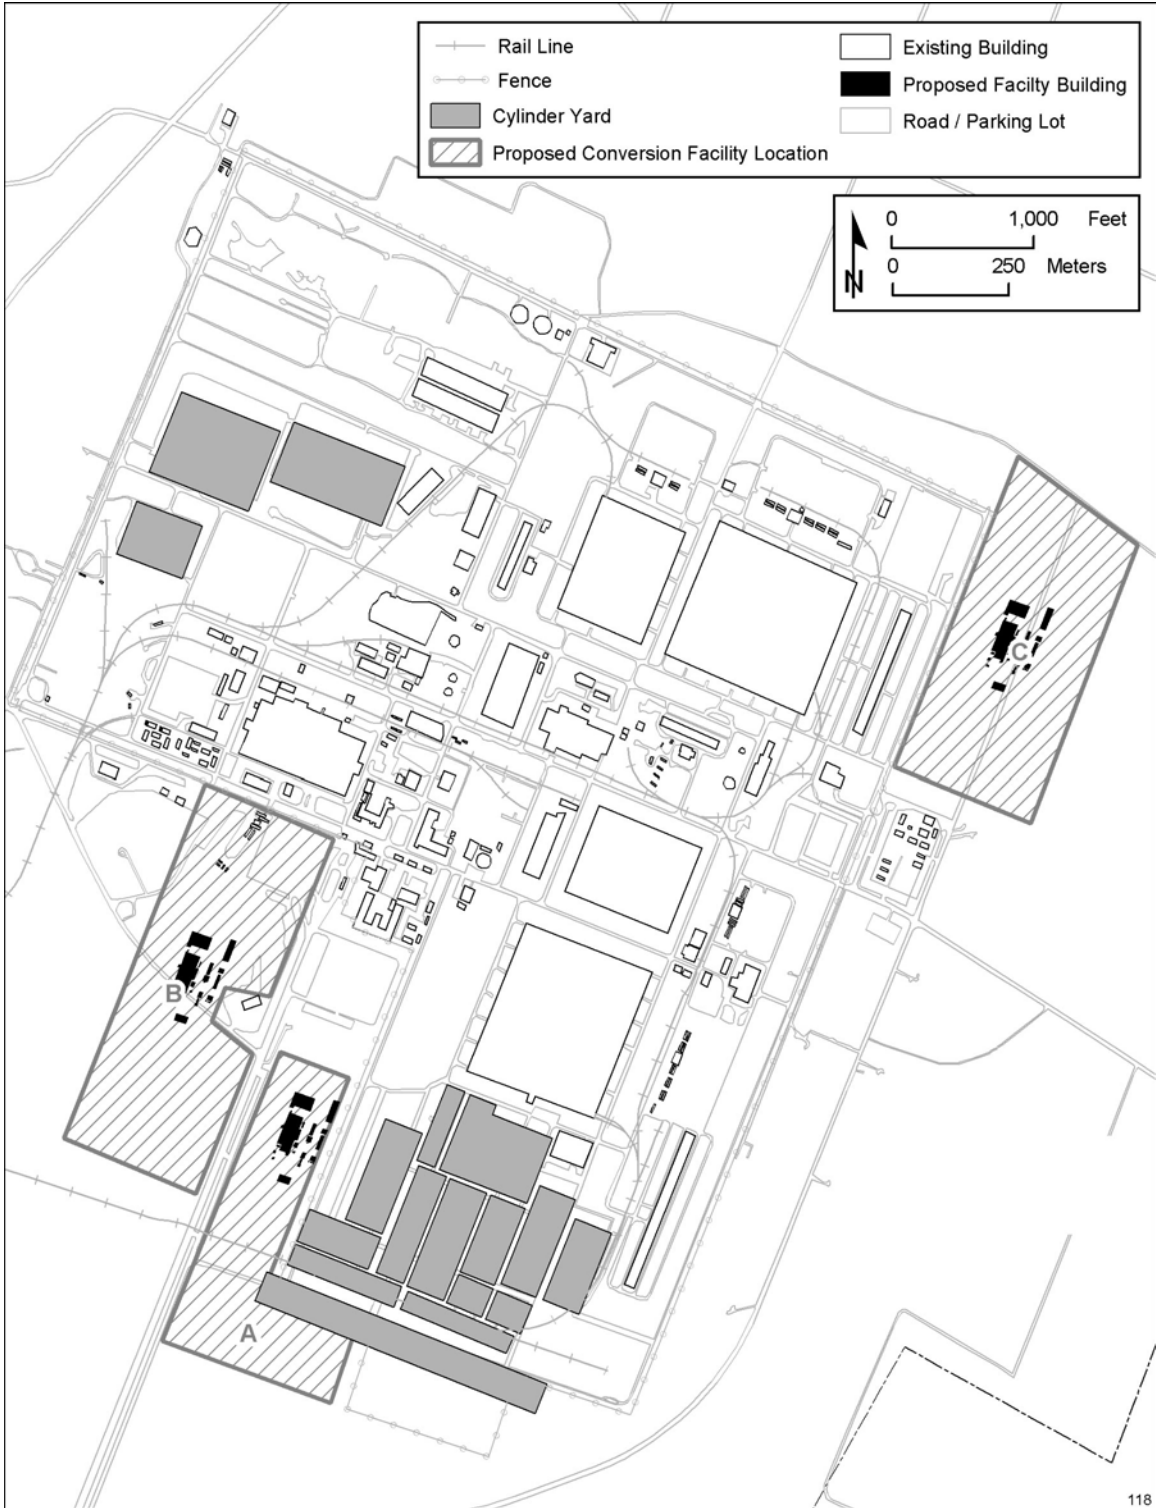 Rail Line
Fence
Cylinder Yard
Proposed Conversion Facility Location
Existing Building
Proposed Facilty Building
Road / Parking Lot
0 1,000 Feet
0 250 Meters
N
C
B
A
118